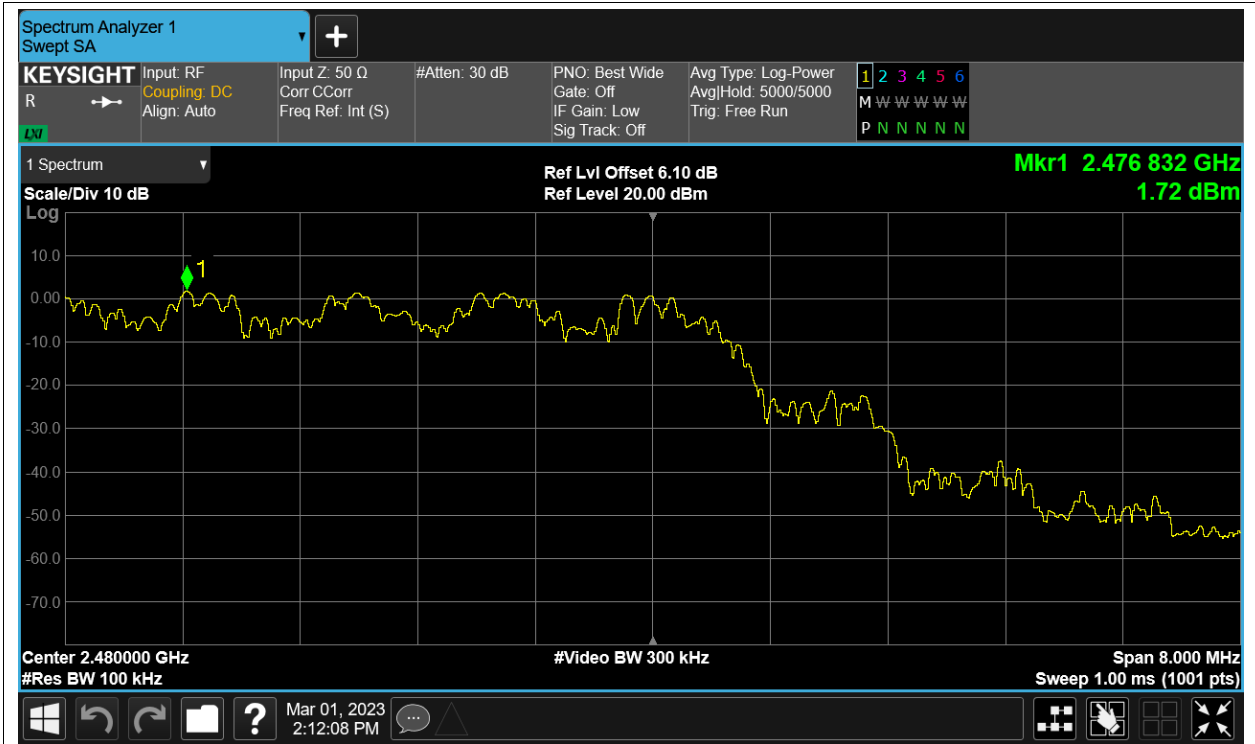 Spectrum Analyzer 1
Swept SA
KEYSIGHT
R
LXI
Input: RF
Coupling: DC
Align: Auto
Input Z: 50 Ω
Corr CCorr
Freq Ref: Int (S)
#Atten: 30 dB
PNO: Best Wide
Gate: Off
IF Gain: Low
Sig Track: Off
Avg Type: Log-Power
Avg|Hold: 5000/5000
Trig: Free Run
1 2 3 4 5 6
M W W W W W W
P N N N N N N
1 Spectrum
Scale/Div 10 dB
Log
Ref Lvl Offset 6.10 dB
Ref Level 20.00 dBm
Mkr1 2.476 832 GHz
1.72 dBm
1
10.0
0.00
-10.0
-20.0
-30.0
-40.0
-50.0
-60.0
-70.0
Center 2.480000 GHz
#Video BW 300 kHz
Span 8.000 MHz
#Res BW 100 kHz
Sweep 1.00 ms (1001 pts)
?
Mar 01, 2023
2:12:08 PM